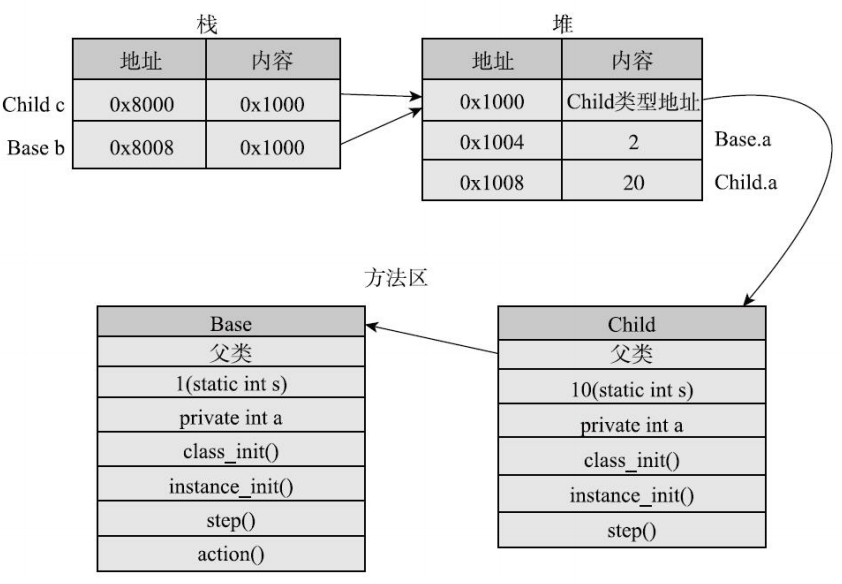 栈
地址 内容
Child c 0x8000 0x1000
Base b 0x8008 0x1000
堆
地址 内容
0x1000 Child类型地址
0x1004 2 Base.a
0x1008 20 Child.a
方法区
Base
父类
1(static int s)
private int a
class_init()
instance_init()
step()
action()
Child
父类
10(static int s)
private int a
class_init()
instance_init()
step()